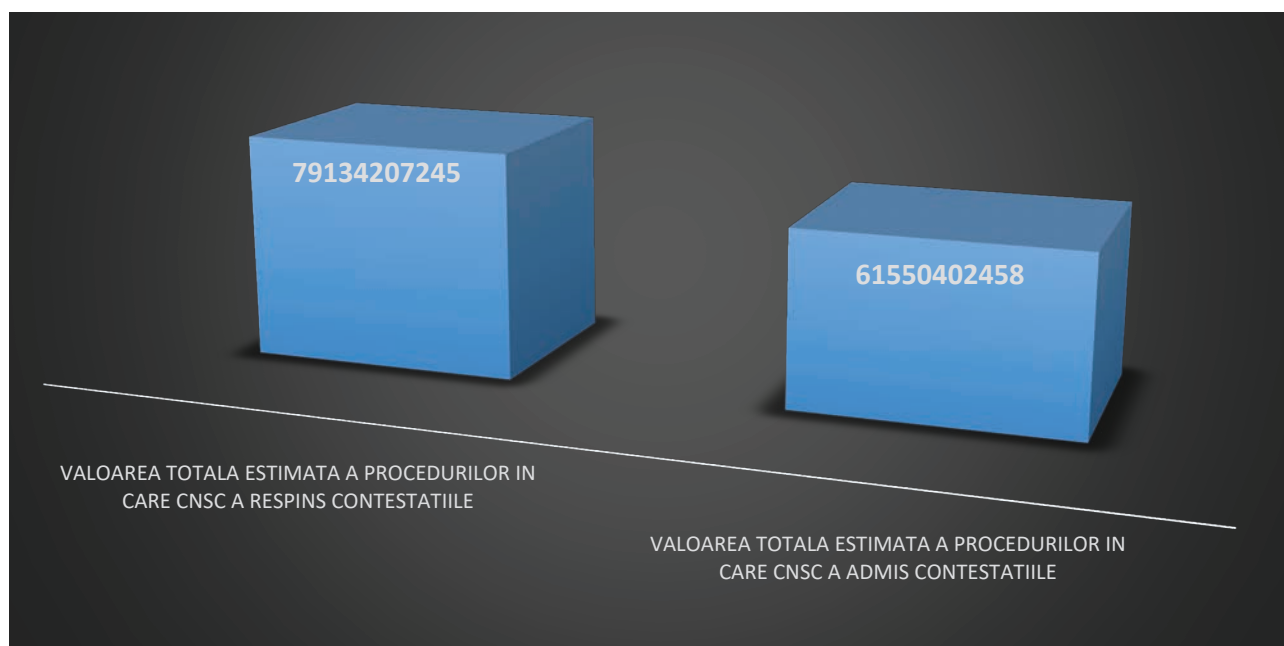 79134207245
61550402458
VALOAREA TOTALA ESTIMATA A PROCEDURILOR IN
CARE CNSC A RESPINS CONTESTATIILE
VALOAREA TOTALA ESTIMATA A PROCEDURILOR IN
CARE CNSC A ADMIS CONTESTATIILE